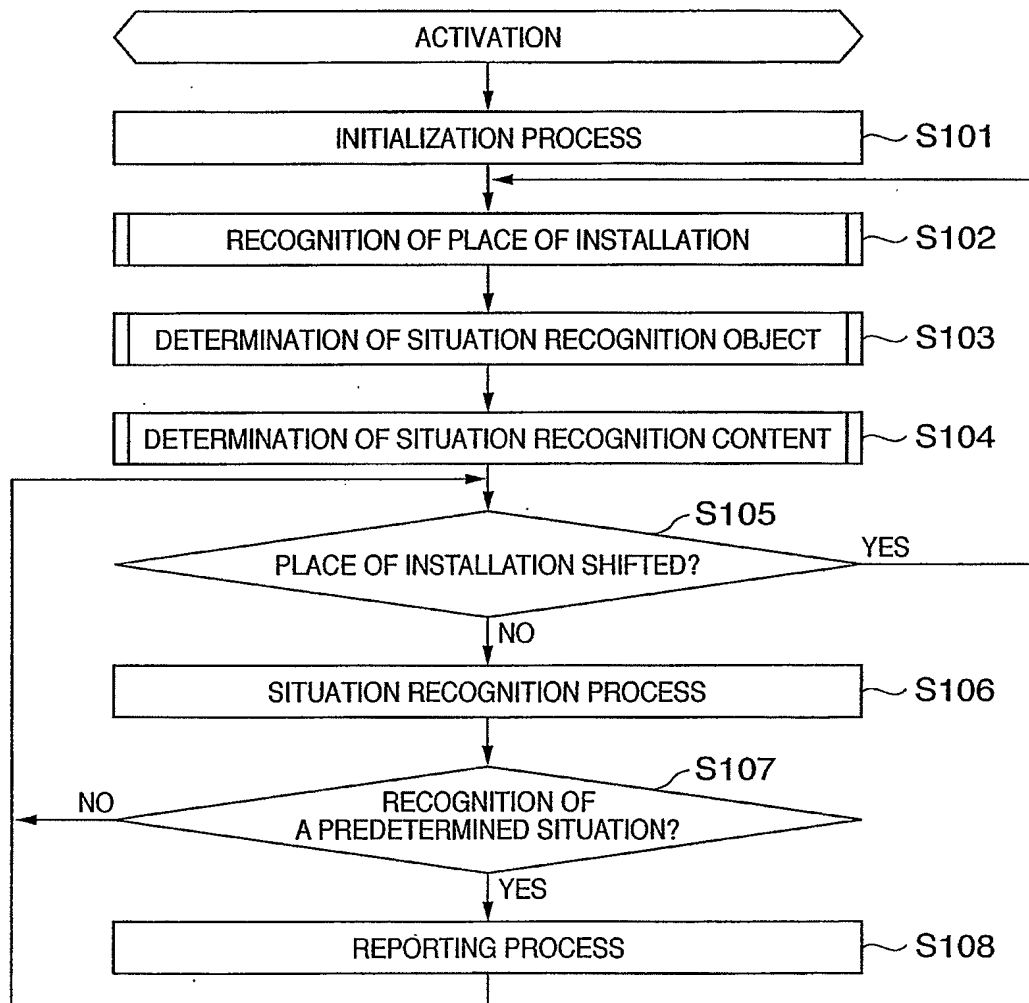 ACTIVATION
INITIALIZATION PROCESS
S101
RECOGNITION OF PLACE OF INSTALLATION
S102
DETERMINATION OF SITUATION RECOGNITION OBJECT
S103
DETERMINATION OF SITUATION RECOGNITION CONTENT
S104
S105
PLACE OF INSTALLATION SHIFTED?
YES
NO
SITUATION RECOGNITION PROCESS
S106
S107
NO
RECOGNITION OF
A PREDETERMINED SITUATION?
YES
REPORTING PROCESS
S108